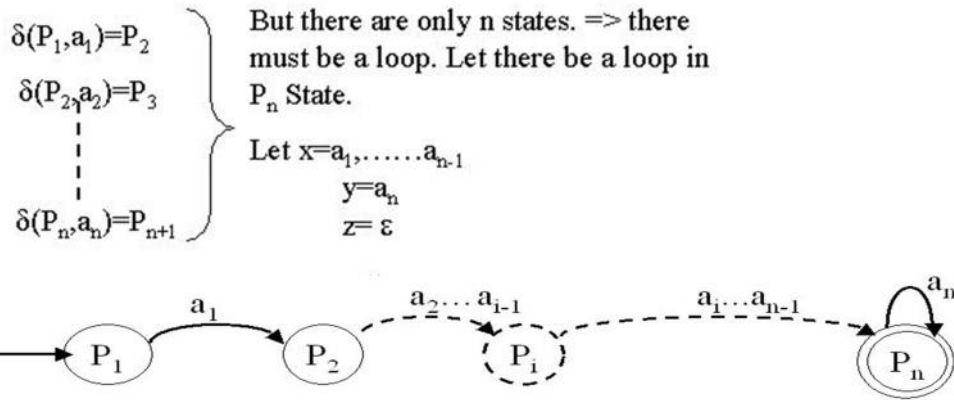 δ(P₁,a₁)=P₂
δ(P₂,a₂)=P₃
δ(Pₙ,aₙ)=Pₙ₊₁
But there are only n states. => there
must be a loop. Let there be a loop in
Pₙ State.
Let x=a₁,......aₙ₋₁
y=aₙ
z= ε
a₁
a₂... aᵢ₋₁
aᵢ...aₙ₋₁
aₙ
P₁
P₂
Pᵢ
Pₙ